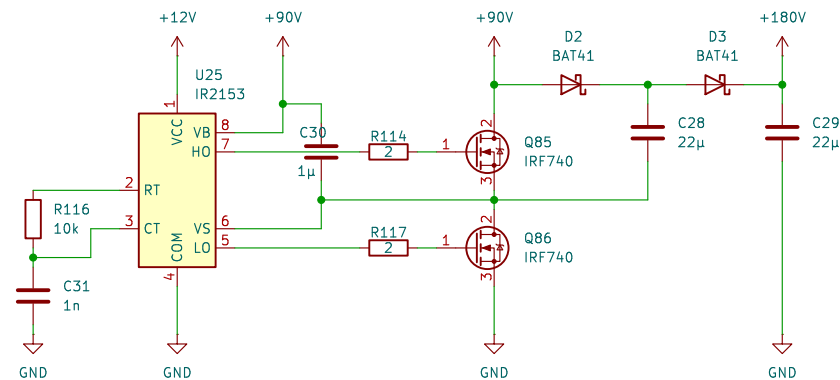 +12V
+90V
+90V
+180V
D2
BAT41
D3
BAT41
U25
IR2153
1
VCC
VB
8
HO
7
C30
1µ
R114
2
1
2
3
Q85
IRF740
C28
22µ
C29
22µ
2
RT
3
CT
R116
10k
VS
6
LO
5
COM
4
R117
2
1
2
3
Q86
IRF740
C31
1n
GND
GND
GND
GND